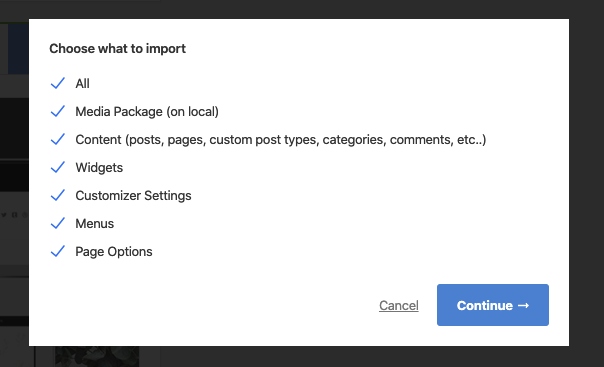 Choose what to import
All
Media Package (on local)
Content (posts, pages, custom post types, categories, comments, etc..)
Widgets
Customizer Settings
Menus
Page Options
Cancel
Continue →